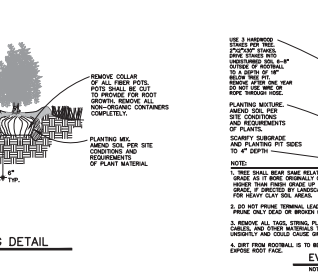 REMOVE COLLAR
OF ALL FIBER POTS.
POTS SHALL BE CUT
TO PROVIDE FOR ROOT
GROWTH. REMOVE ALL
NON-ORGANIC CONTAINERS
COMPLETELY.
PLANTING MIX.
AMEND SOIL PER SITE
CONDITIONS AND
REQUIREMENTS
OF PLANT MATERIAL
6"
TYP.
G DETAIL
USE 3 HARDWOOD
STAKES PER TREE.
2"X2"X30" STAKES.
DRIVE STAKES INTO
UNDISTURBED SOIL 6-8"
OUTSIDE OF ROOTBALL
TO A DEPTH OF 18"
BELOW TREE PIT.
REMOVE AFTER ONE YEAR
DO NOT USE WIRE OR
ROPE THROUGH HOSE.
PLANTING MIXTURE.
AMEND SOIL PER
SITE CONDITIONS
AND REQUIREMENTS
OF PLANTS.
SCARIFY SUBGRADE
AND PLANTING PIT SIDES
TO 4" DEPTH
NOTE:
1. TREE SHALL BEAR SAME RELAT
GRADE AS IT BORE ORIGINALLY O
HIGHER THAN FINISH GRADE UP
GRADE, IF DIRECTED BY LANDSCA
FOR HEAVY CLAY SOIL AREAS.
2. DO NOT PRUNE TERMINAL LEAD
PRUNE ONLY DEAD OR BROKEN
3. REMOVE ALL TAGS, STRING, PL
CABLES, AND OTHER MATERIALS T
UNSIGHTLY AND COULD CAUSE GI
4. DIRT FROM ROOTBALL IS TO BE
EXPOSE ROOT FLARE.
EV
NOT